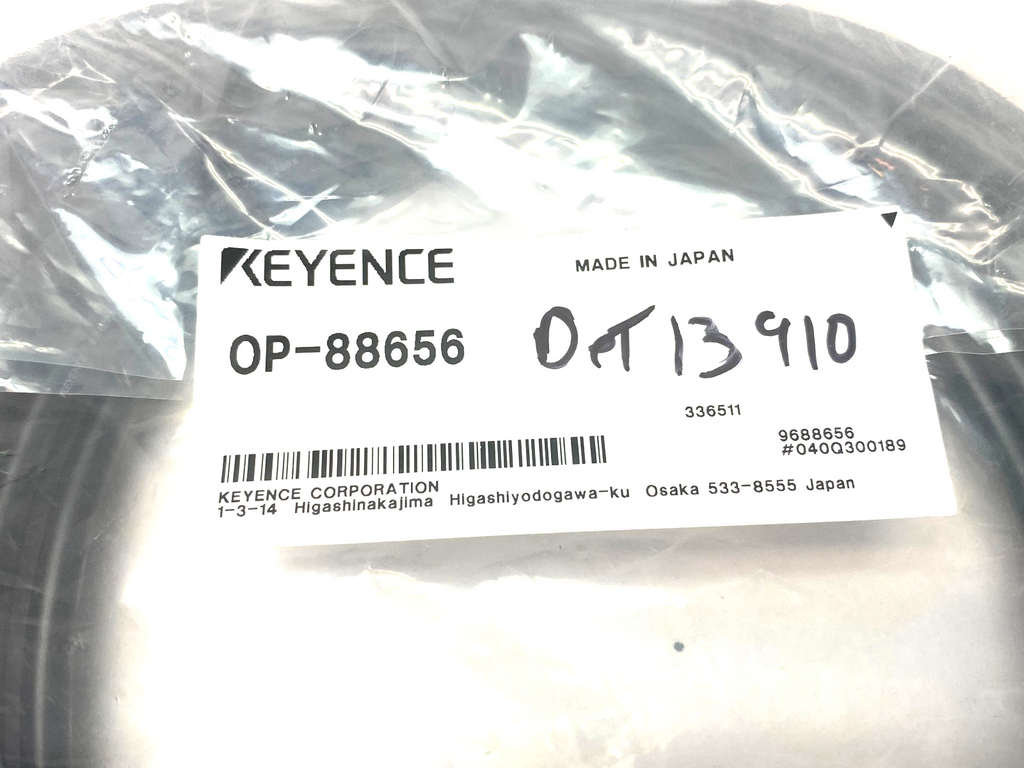 KEYENCE
MADE IN JAPAN
OP-88656
13910
336511
9688656
#040Q300189
KEYENCE CORPORATION
1-3-14 Higashinakajima Higashiyodogawa-ku Osaka 533-8555 Japan